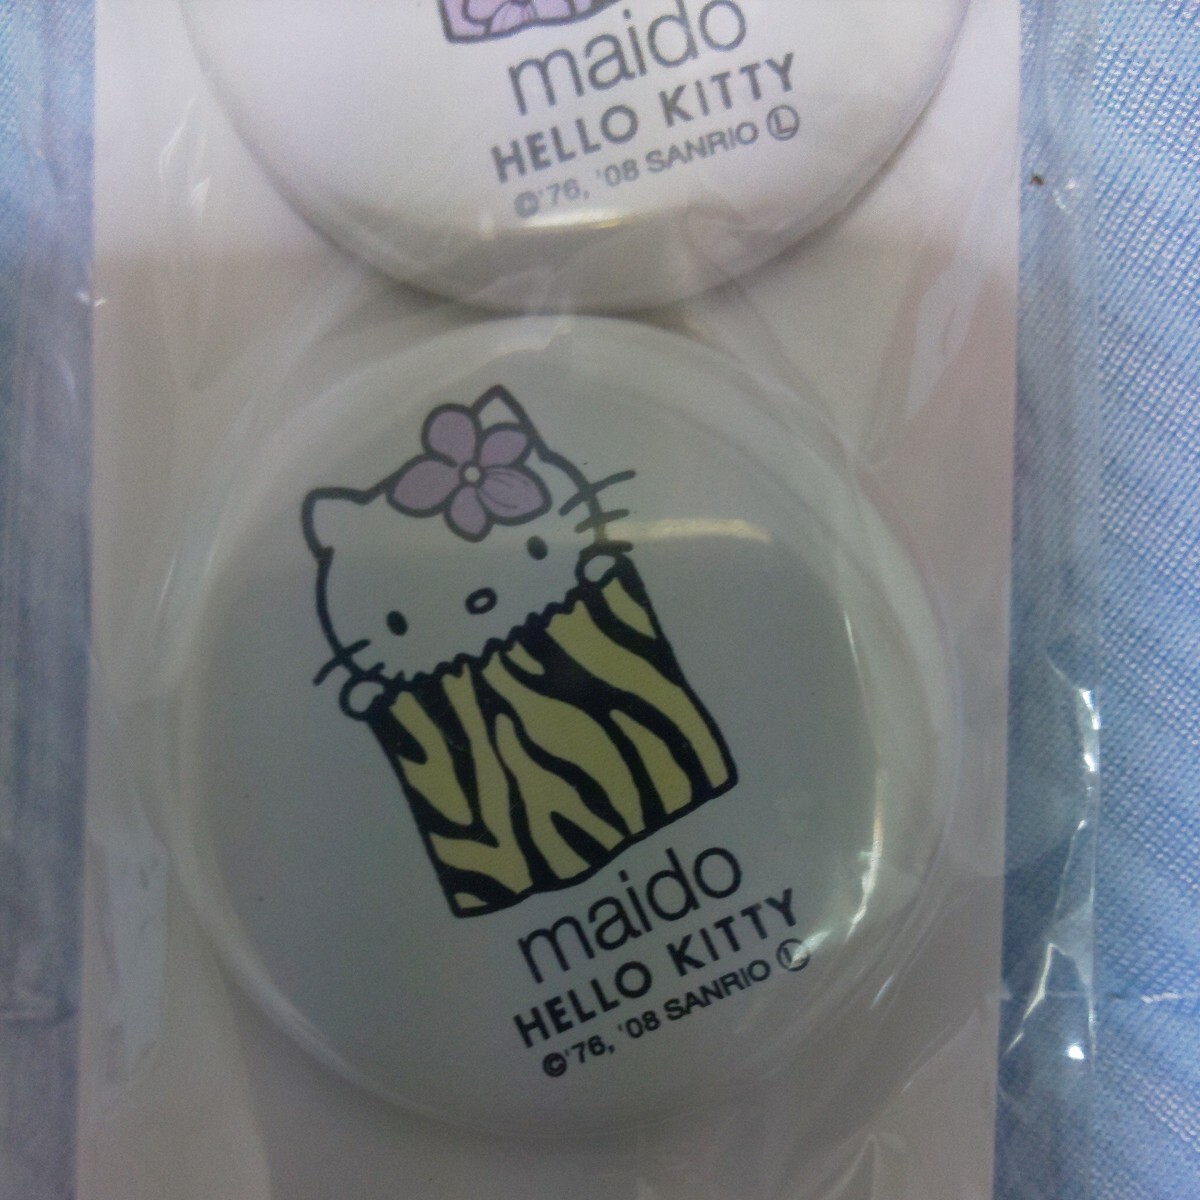 maido
HELLO KITTY
©'76, '08 SANRIO Ⓛ
maido
HELLO KITTY
©'76, '08 SANRIO Ⓛ